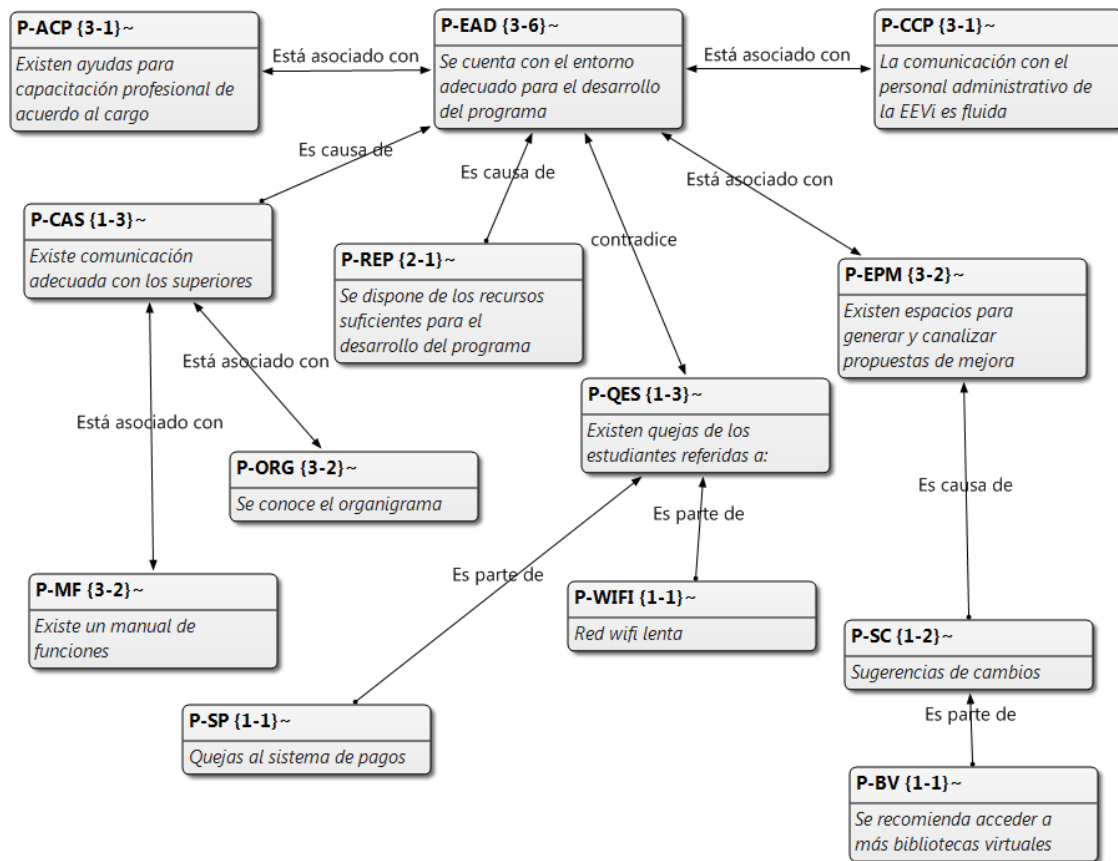 P-ACP {3-1}~
Existen ayudas para
capacitación profesional de
acuerdo al cargo
Está asociado con
P-EAD {3-6}~
Se cuenta con el entorno
adecuado para el desarrollo
del programa
Está asociado con
P-CCP {3-1}~
La comunicación con el
personal administrativo de
la EEVi es fluida
Es causa de
Es causa de
Está asociado con
contradice
P-CAS {1-3}~
Existe comunicación
adecuada con los superiores
P-REP {2-1}~
Se dispone de los recursos
suficientes para el
desarrollo del programa
P-EPM {3-2}~
Existen espacios para
generar y canalizar
propuestas de mejora
Está asociado con
Está asociado con
P-QES {1-3}~
Existen quejas de los
estudiantes referidas a:
P-ORG {3-2}~
Se conoce el organigrama
Es causa de
Es parte de
Es parte de
P-MF {3-2}~
Existe un manual de
funciones
P-WIFI {1-1}~
Red wifi lenta
P-SC {1-2}~
Sugerencias de cambios
P-SP {1-1}~
Quejas al sistema de pagos
Es parte de
P-BV {1-1}~
Se recomienda acceder a
más bibliotecas virtuales